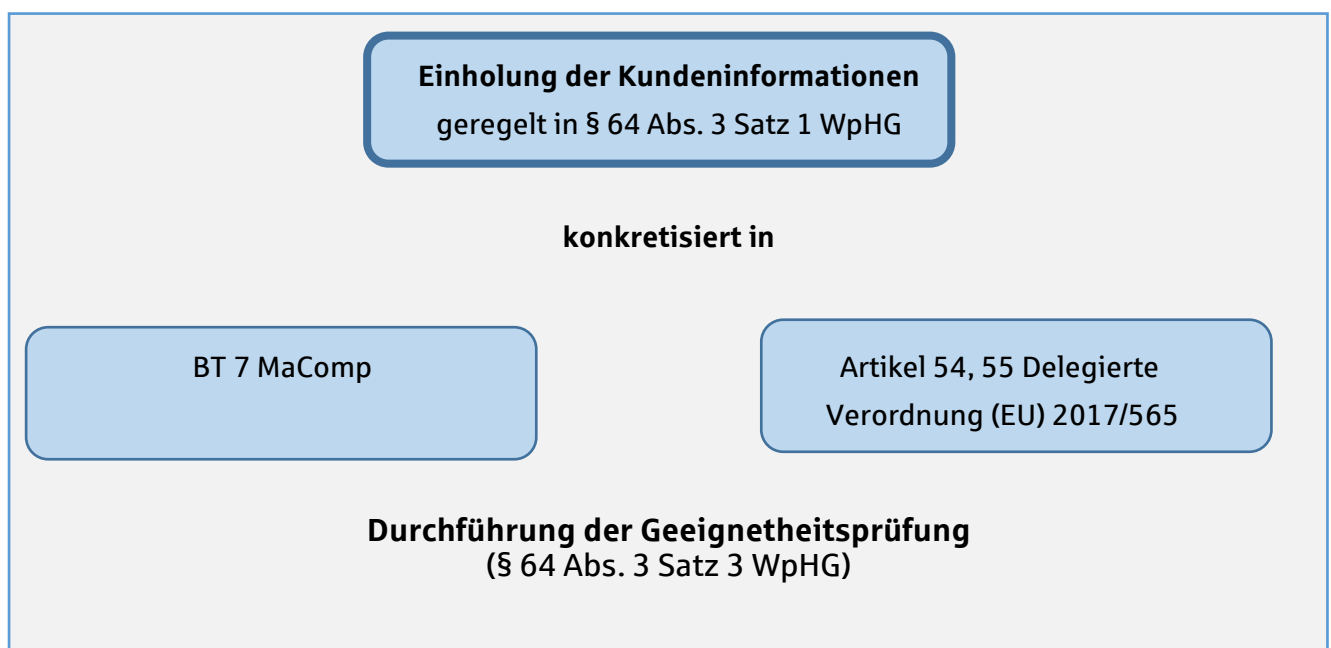 Einholung der Kundeninformationen
geregelt in § 64 Abs. 3 Satz 1 WpHG
konkretisiert in
BT 7 MaComp
Artikel 54, 55 Delegierte
Verordnung (EU) 2017/565
Durchführung der Geeignetheitsprüfung
(§ 64 Abs. 3 Satz 3 WpHG)